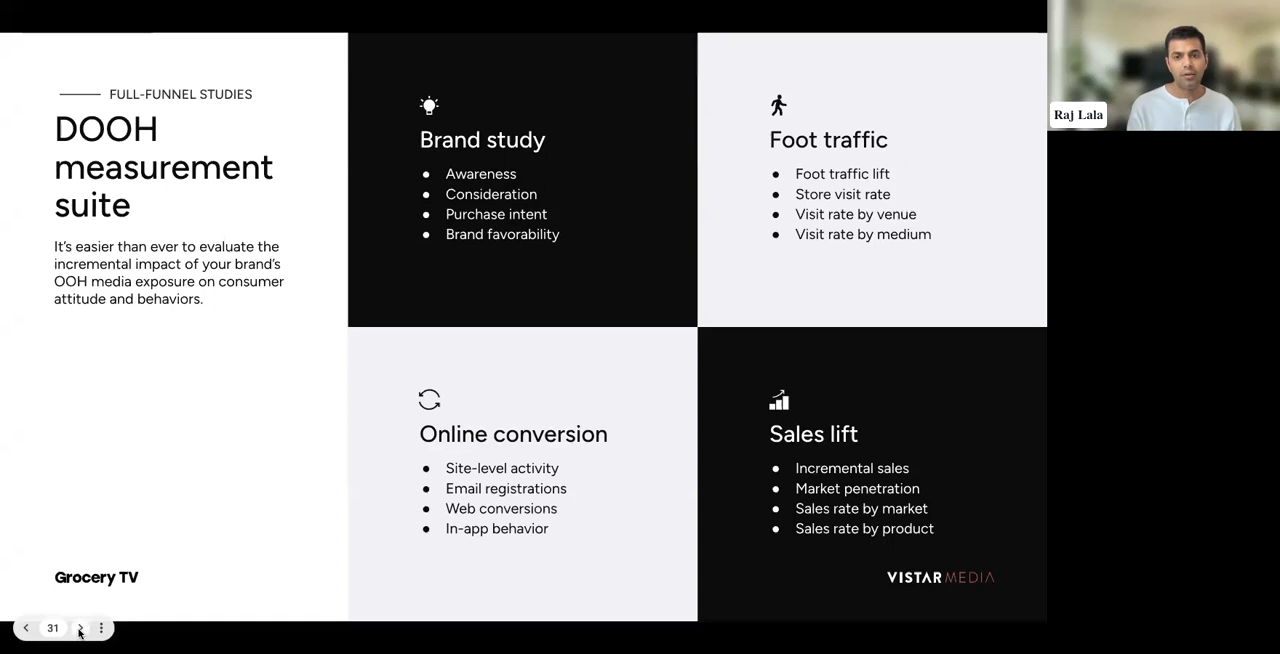 FULL-FUNNEL STUDIES
DOOH
measurement
suite
It's easier than ever to evaluate the
incremental impact of your brand's
OOH media exposure on consumer
attitude and behaviors.
Grocery TV
Brand study
● Awareness
● Consideration
● Purchase intent
● Brand favorability
Foot traffic
● Foot traffic lift
● Store visit rate
● Visit rate by venue
● Visit rate by medium
Online conversion
● Site-level activity
● Email registrations
● Web conversions
● In-app behavior
Sales lift
● Incremental sales
● Market penetration
● Sales rate by market
● Sales rate by product
VISTAR MEDIA
Raj Lala
31